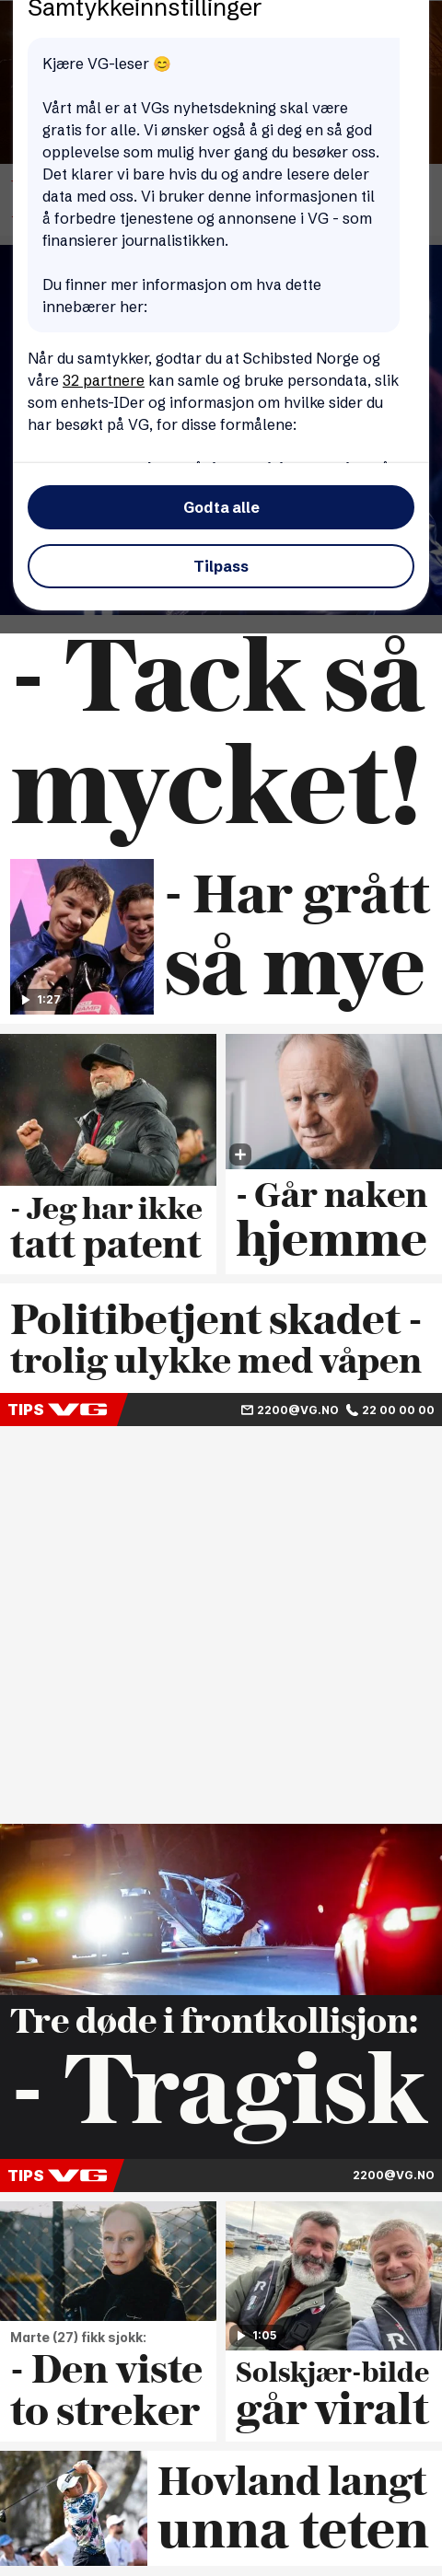 Samtykkeinnstillinger
Kjære VG-leser 😊
Vårt mål er at VGs nyhetsdekning skal være
gratis for alle. Vi ønsker også å gi deg en så god
opplevelse som mulig hver gang du besøker oss.
Det klarer vi bare hvis du og andre lesere deler
data med oss. Vi bruker denne informasjonen til
å forbedre tjenestene og annonsene i VG - som
finansierer journalistikken.
Du finner mer informasjon om hva dette
innebærer her:
Når du samtykker, godtar du at Schibsted Norge og
våre 32 partnere kan samle og bruke persondata, slik
som enhets-IDer og informasjon om hvilke sider du
har besøkt på VG, for disse formålene:
Godta alle
Tilpass
- Tack så
mycket!
- Har grått
så mye
1:27
- Jeg har ikke
tatt patent
- Går naken
hjemme
Politibetjent skadet -
trolig ulykke med våpen
TIPS VG 2200@VG.NO 22 00 00 00
Tre døde i frontkollisjon:
- Tragisk
TIPS VG 2200@VG.NO
Marte (27) fikk sjokk:
- Den viste
to streker
1:05
Solskjær-bilde
går viralt
Hovland langt
unna teten